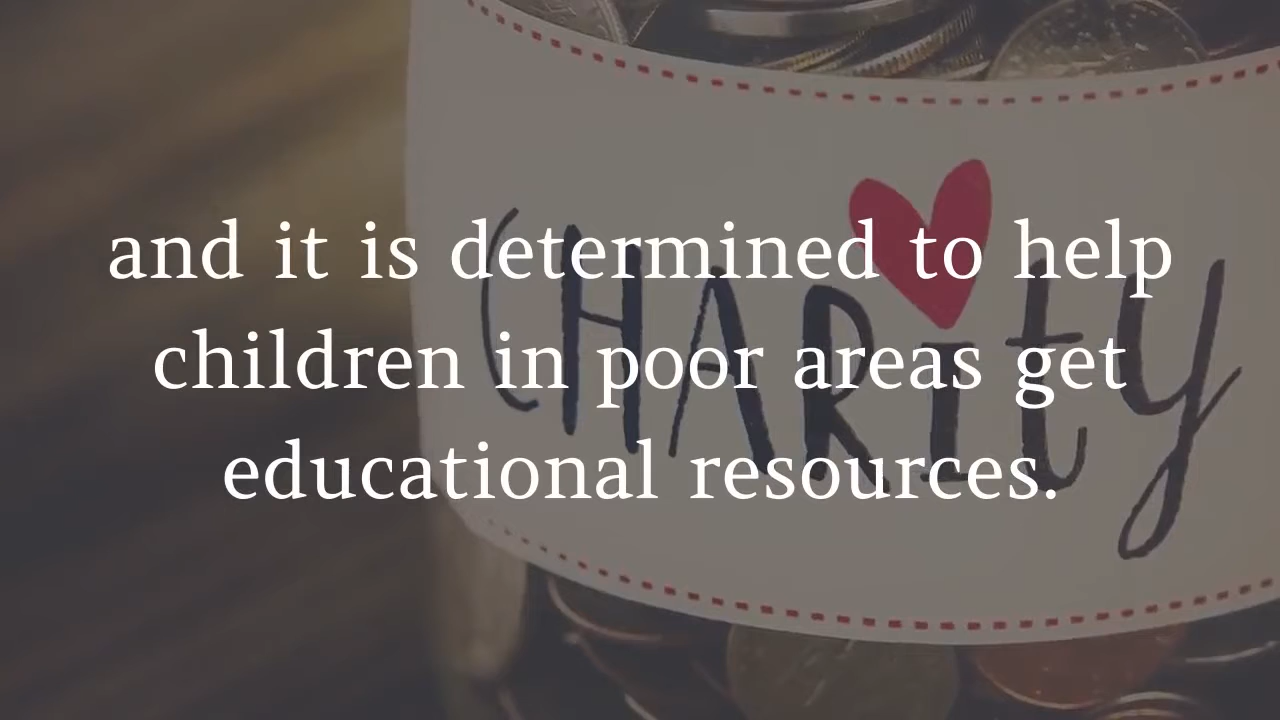 and it is determined to help
children in poor areas get
educational resources.
CHARITY